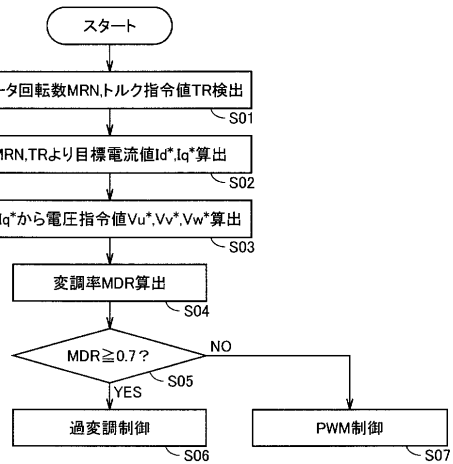 スタート
ータ回転数MRN,トルク指令値TR検出
S01
MRN,TRより目標電流値Id*,Iq*算出
S02
Iq*から電圧指令値Vu*,Vv*,Vw*算出
S03
変調率MDR算出
S04
MDR≧0.7?
NO
S05
YES
過変調制御
S06
PWM制御
S07